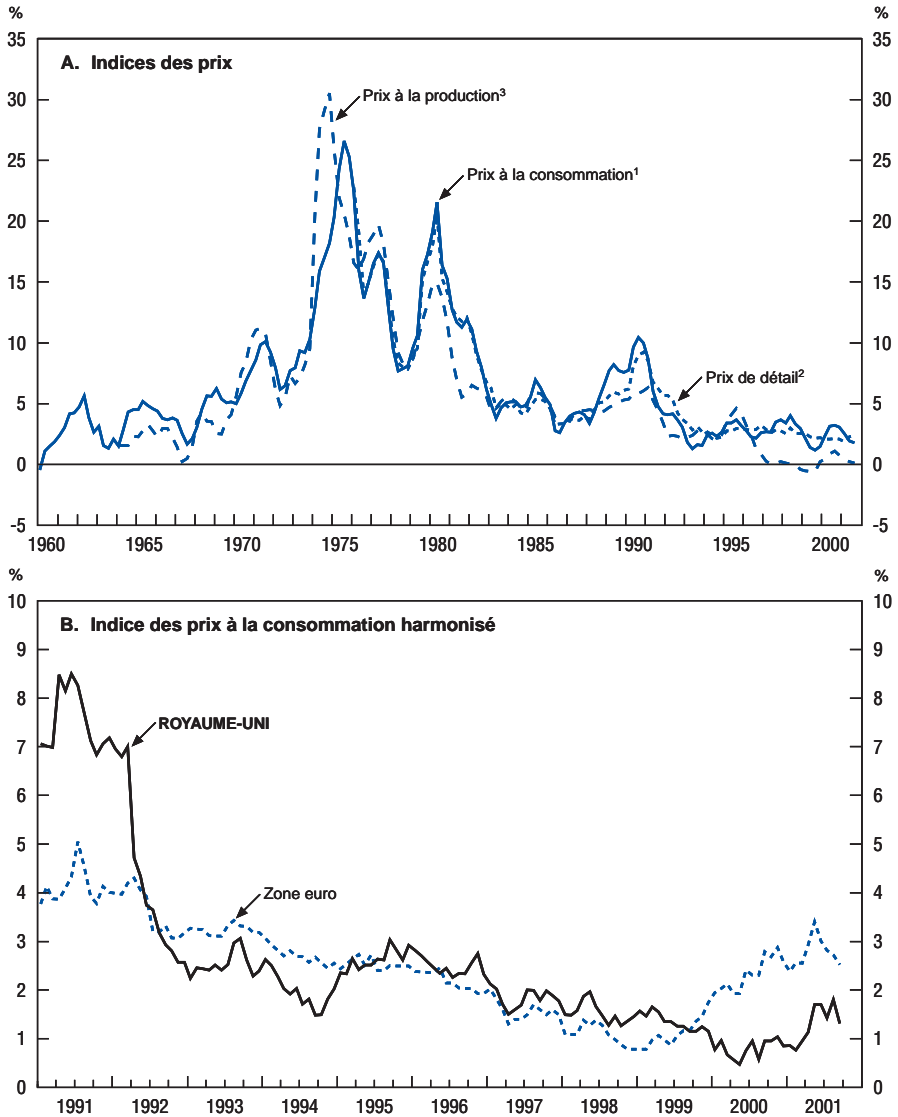 % %
A. Indices des prix
35 35
30 30
25 25
20 20
15 15
10 10
5 5
0 0
-5 -5
Prix à la production³
Prix à la consommation¹
Prix de détail²
1960 1965 1970 1975 1980 1985 1990 1995 2000
% %
B. Indice des prix à la consommation harmonisé
10 10
9 9
8 8
7 7
6 6
5 5
4 4
3 3
2 2
1 1
0 0
ROYAUME-UNI
Zone euro
1991 1992 1993 1994 1995 1996 1997 1998 1999 2000 2001